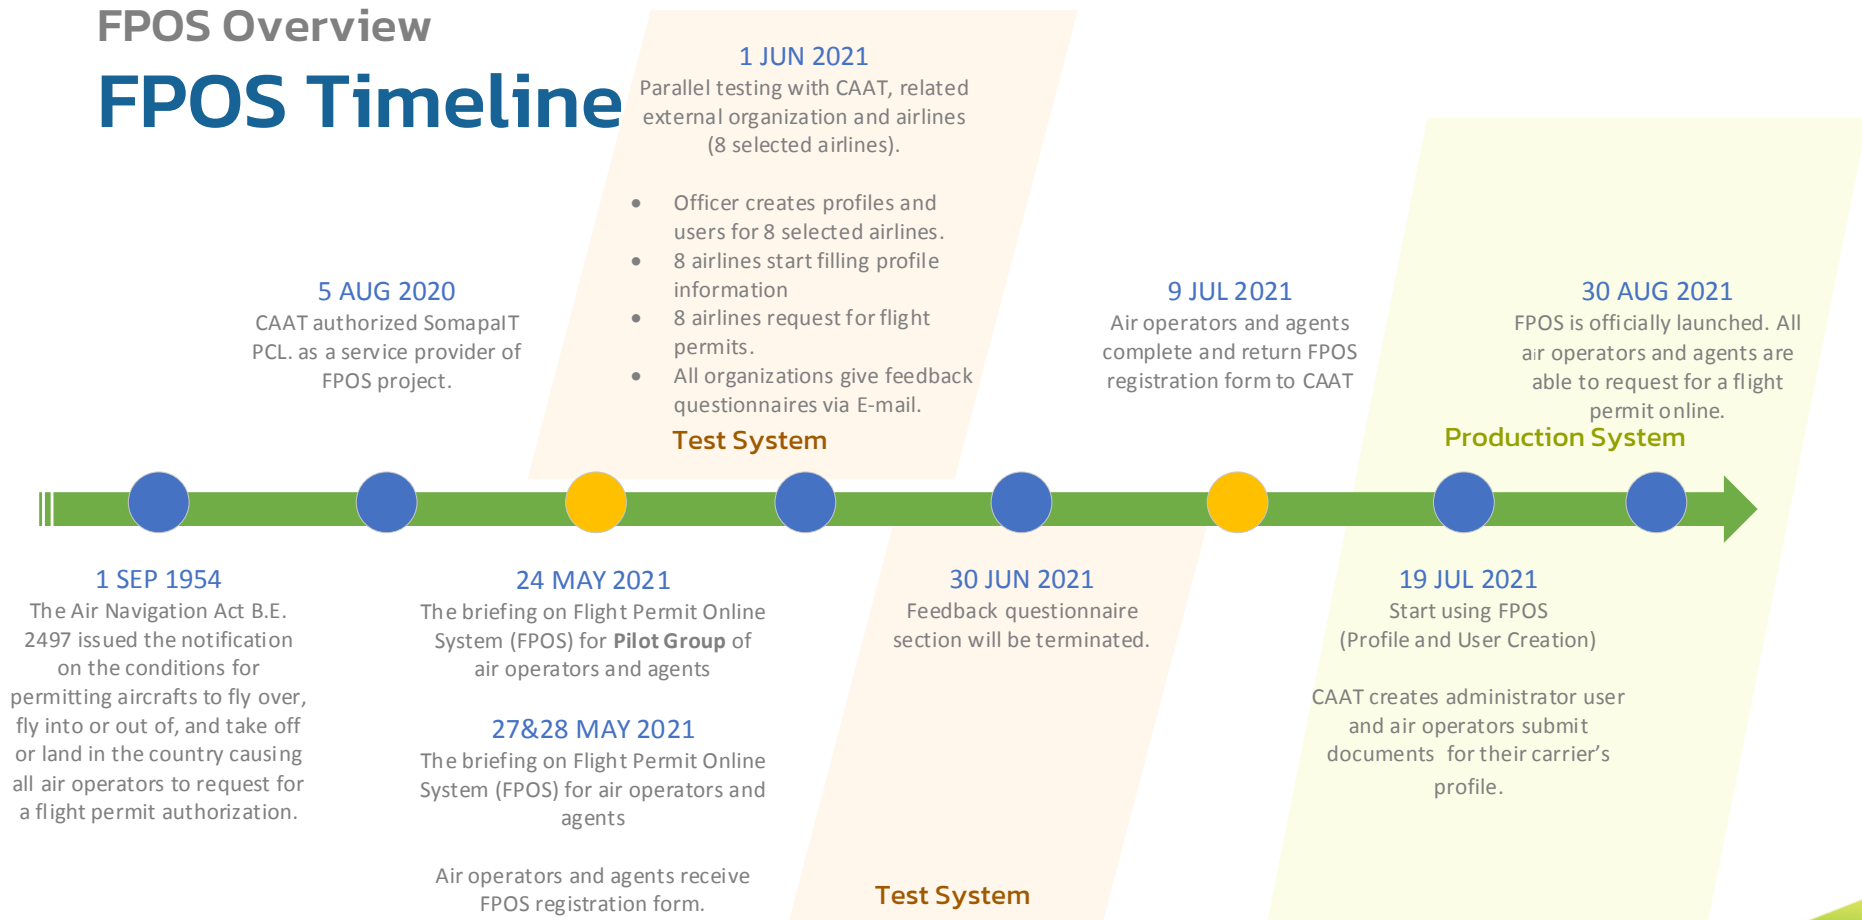 FPOS Overview
FPOS Timeline
1 JUN 2021
Parallel testing with CAAT, related
external organization and airlines
(8 selected airlines).
• Officer creates profiles and
users for 8 selected airlines.
• 8 airlines start filling profile
information
• 8 airlines request for flight
permits.
• All organizations give feedback
questionnaires via E-mail.
Test System
5 AUG 2020
CAAT authorized SomapaIT
PCL. as a service provider of
FPOS project.
9 JUL 2021
Air operators and agents
complete and return FPOS
registration form to CAAT
30 AUG 2021
FPOS is officially launched. All
air operators and agents are
able to request for a flight
permit online.
Production System
1 SEP 1954
The Air Navigation Act B.E.
2497 issued the notification
on the conditions for
permitting aircrafts to fly over,
fly into or out of, and take off
or land in the country causing
all air operators to request for
a flight permit authorization.
24 MAY 2021
The briefing on Flight Permit Online
System (FPOS) for Pilot Group of
air operators and agents
27&28 MAY 2021
The briefing on Flight Permit Online
System (FPOS) for air operators and
agents
Air operators and agents receive
FPOS registration form.
30 JUN 2021
Feedback questionnaire
section will be terminated.
Test System
19 JUL 2021
Start using FPOS
(Profile and User Creation)
CAAT creates administrator user
and air operators submit
documents for their carrier's
profile.